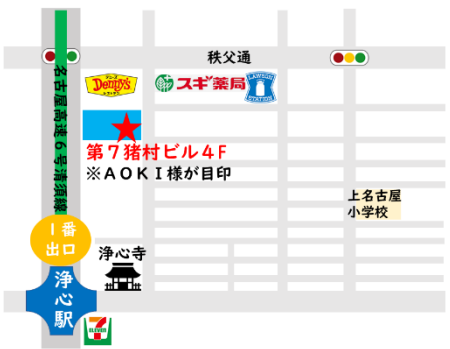 秩父通
Denny's
スギ薬局
LAWSON
STATION
名古屋高速6号清須線
第7猪村ビル4F
※AOKI様が目印
上名古屋
小学校
1番
出口
浄心寺
浄心駅
7
ELEVEN